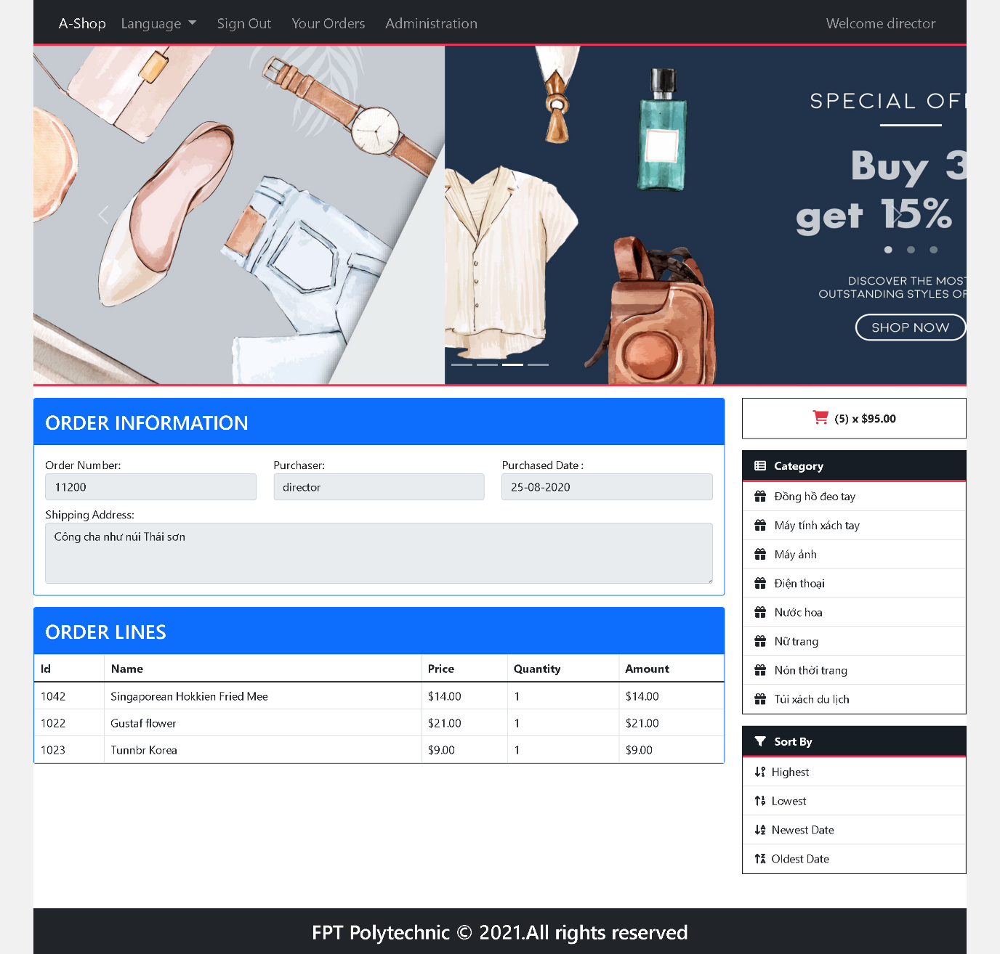 A-Shop Language Sign Out Your Orders Administration Welcome director
SPECIAL OF
Buy 3
get 15%
DISCOVER THE MOST
OUTSTANDING STYLES OF
SHOP NOW
ORDER INFORMATION
Order Number: Purchaser: Purchased Date :
11200 director 25-08-2020
Shipping Address:
Công cha như núi Thái sơn
ORDER LINES
Id Name Price Quantity Amount
1042 Singaporean Hokkien Fried Mee $14.00 1 $14.00
1022 Gustaf flower $21.00 1 $21.00
1023 Tunnbr Korea $9.00 1 $9.00
(5) x $95.00
Category
Đồng hồ đeo tay
Máy tính xách tay
Máy ảnh
Điện thoại
Nước hoa
Nữ trang
Nón thời trang
Túi xách du lịch
Sort By
Highest
Lowest
Newest Date
Oldest Date
FPT Polytechnic © 2021.All rights reserved